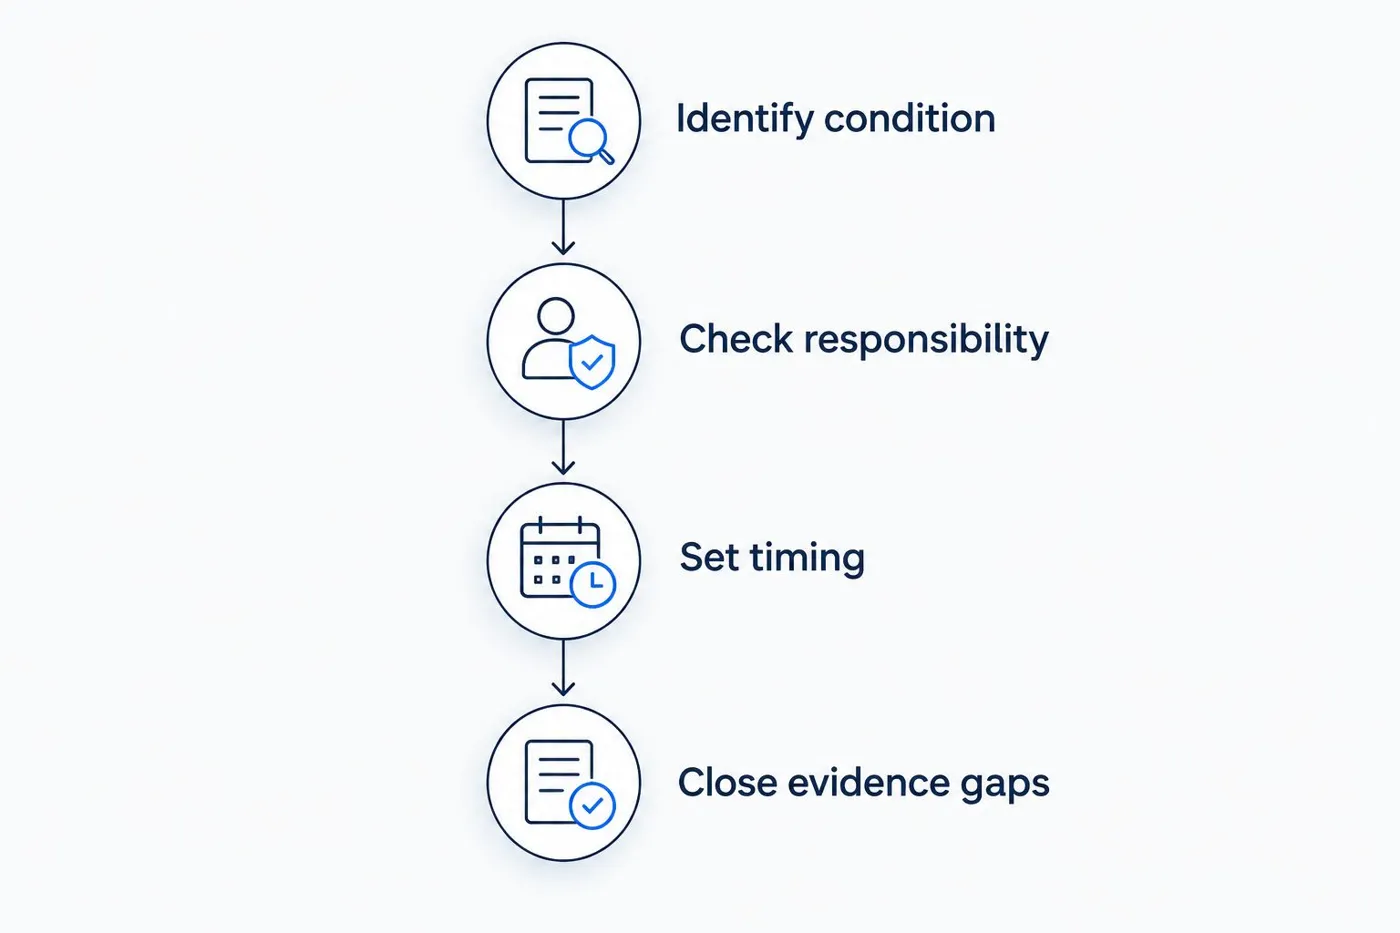 Identify condition
Check responsibility
Set timing
Close evidence gaps